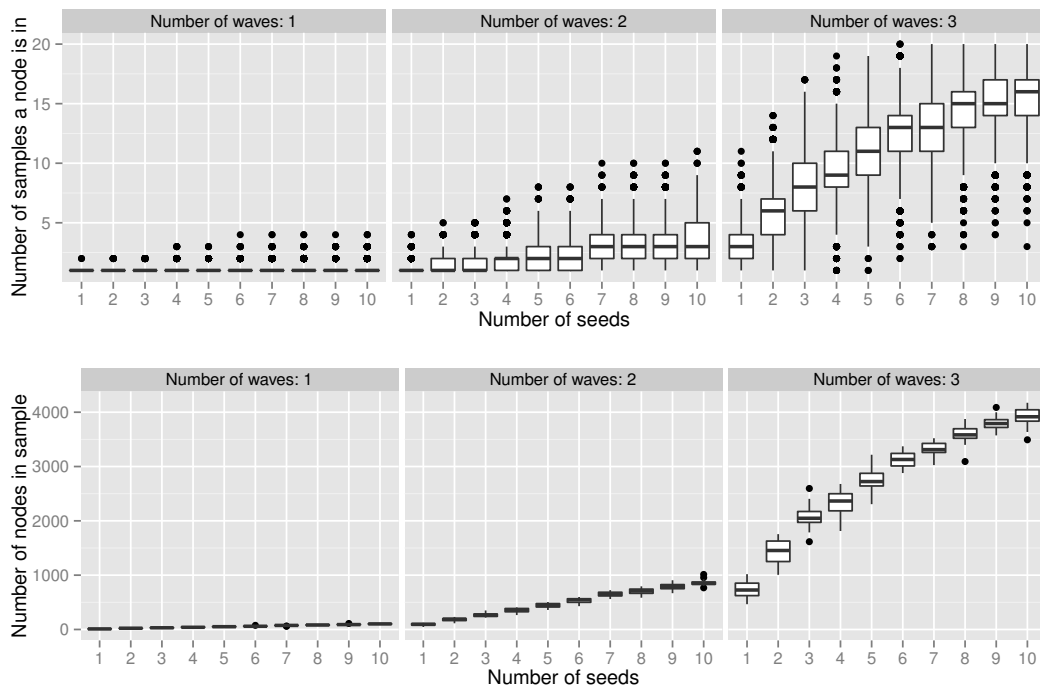 Number of waves: 1
Number of waves: 2
Number of waves: 3
Number of samples a node is in
20
15
10
5
1 2 3 4 5 6 7 8 9 10
1 2 3 4 5 6 7 8 9 10
1 2 3 4 5 6 7 8 9 10
Number of seeds
Number of waves: 1
Number of waves: 2
Number of waves: 3
Number of nodes in sample
4000
3000
2000
1000
0
1 2 3 4 5 6 7 8 9 10
1 2 3 4 5 6 7 8 9 10
1 2 3 4 5 6 7 8 9 10
Number of seeds